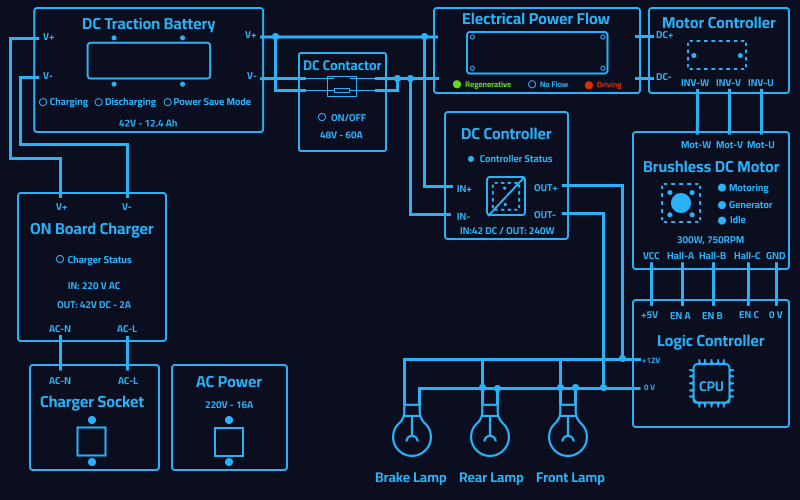 DC Traction Battery
V+
V-
V+
V-
Charging
Discharging
Power Save Mode
42V - 12.4 Ah
DC Contactor
ON/OFF
48V - 60A
Electrical Power Flow
Regenerative
No Flow
Driving
Motor Controller
DC+
DC-
INV-W INV-V INV-U
DC Controller
Controller Status
IN+
IN-
OUT+
OUT-
IN:42 DC / OUT: 240W
Mot-W Mot-V Mot-U
Brushless DC Motor
Motoring
Generator
Idle
300W, 750RPM
VCC Hall-A Hall-B Hall-C GND
V+ V-
ON Board Charger
Charger Status
IN: 220 V AC
OUT: 42V DC - 2A
AC-N AC-L
+5V EN A EN B EN C 0 V
Logic Controller
+12V
0 V
CPU
AC-N AC-L
Charger Socket
AC Power
220V - 16A
Brake Lamp Rear Lamp Front Lamp